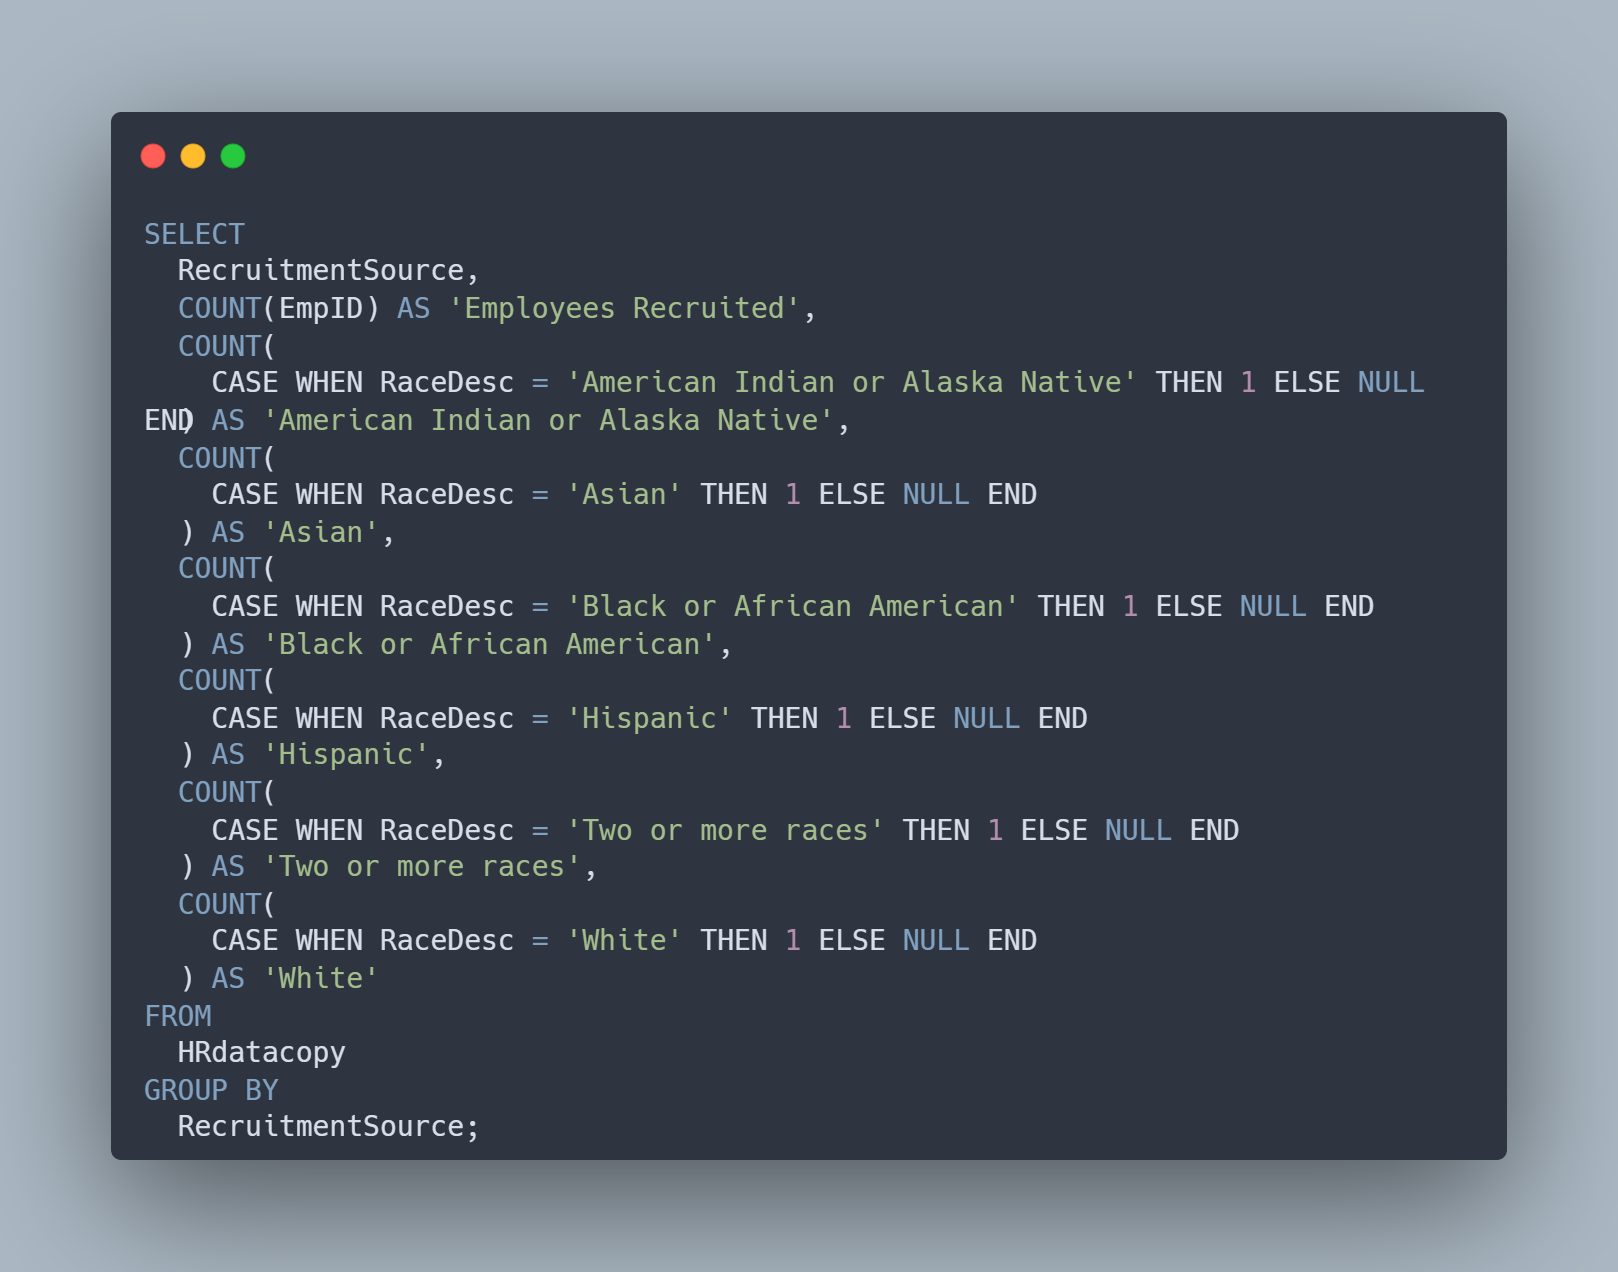 SELECT
  RecruitmentSource,
  COUNT(EmpID) AS 'Employees Recruited',
  COUNT(
    CASE WHEN RaceDesc = 'American Indian or Alaska Native' THEN 1 ELSE NULL
END) AS 'American Indian or Alaska Native',
  COUNT(
    CASE WHEN RaceDesc = 'Asian' THEN 1 ELSE NULL END
  ) AS 'Asian',
  COUNT(
    CASE WHEN RaceDesc = 'Black or African American' THEN 1 ELSE NULL END
  ) AS 'Black or African American',
  COUNT(
    CASE WHEN RaceDesc = 'Hispanic' THEN 1 ELSE NULL END
  ) AS 'Hispanic',
  COUNT(
    CASE WHEN RaceDesc = 'Two or more races' THEN 1 ELSE NULL END
  ) AS 'Two or more races',
  COUNT(
    CASE WHEN RaceDesc = 'White' THEN 1 ELSE NULL END
  ) AS 'White'
FROM
  HRdatacopy
GROUP BY
  RecruitmentSource;